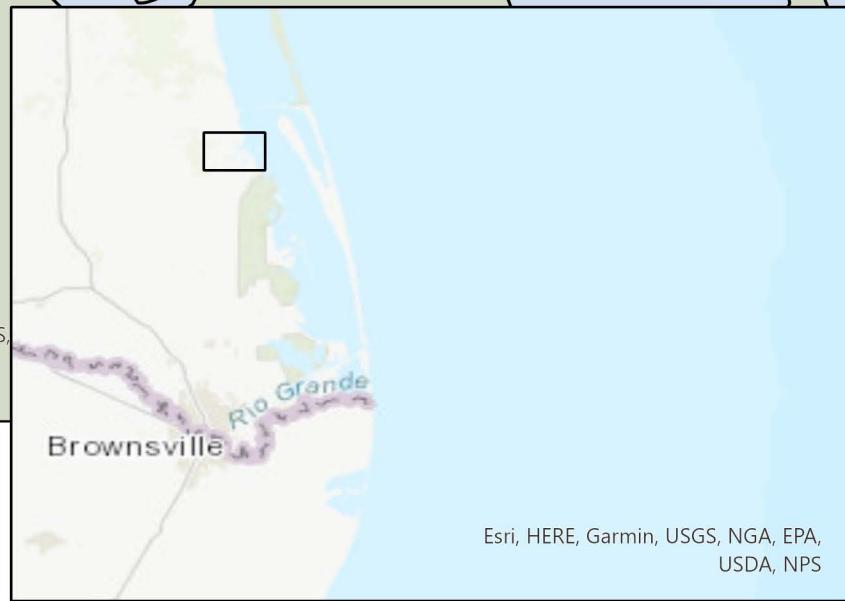 S,
Rio Grande
Brownsville
Esri, HERE, Garmin, USGS, NGA, EPA,
USDA, NPS